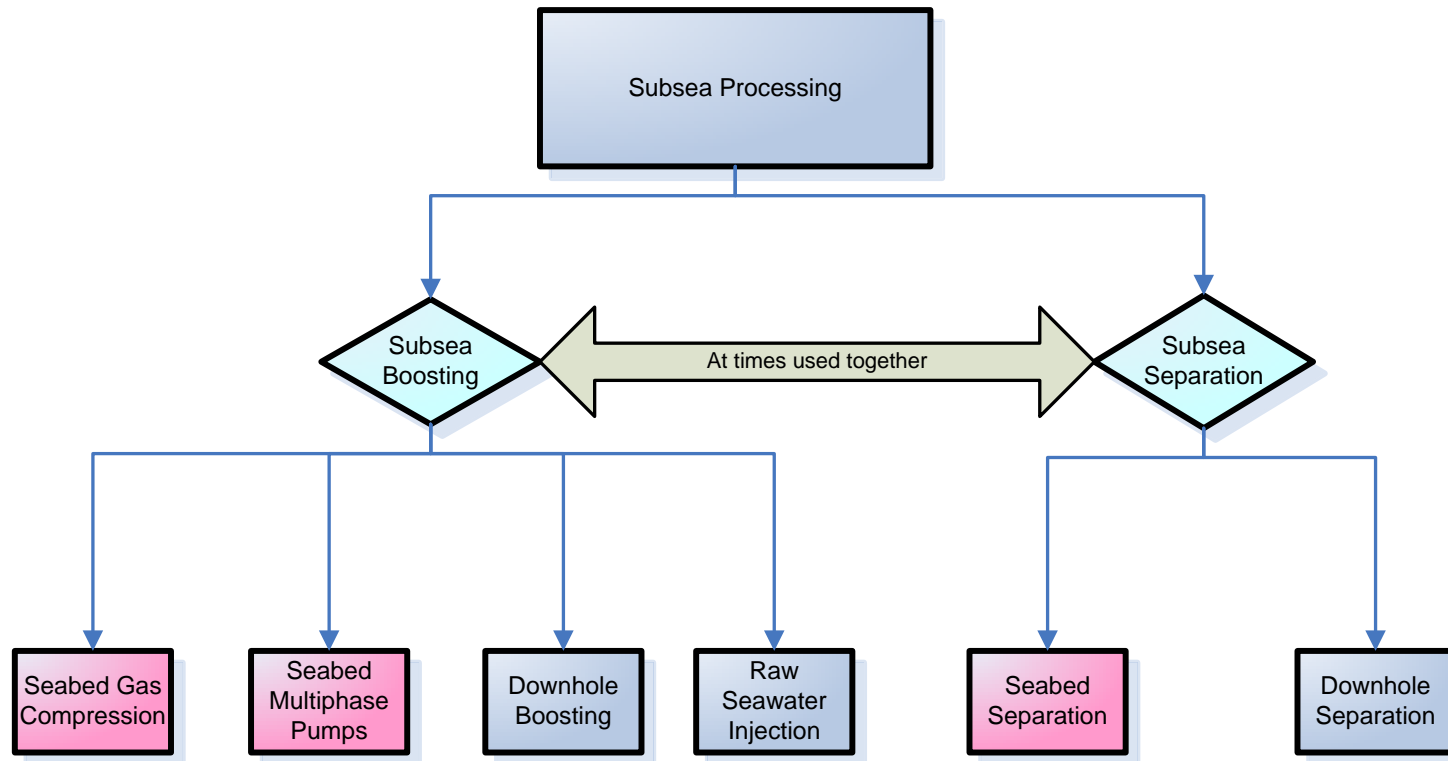 Subsea Processing
Subsea
Boosting
At times used together
Subsea
Separation
Seabed Gas
Compression
Seabed
Multiphase
Pumps
Downhole
Boosting
Raw
Seawater
Injection
Seabed
Separation
Downhole
Separation